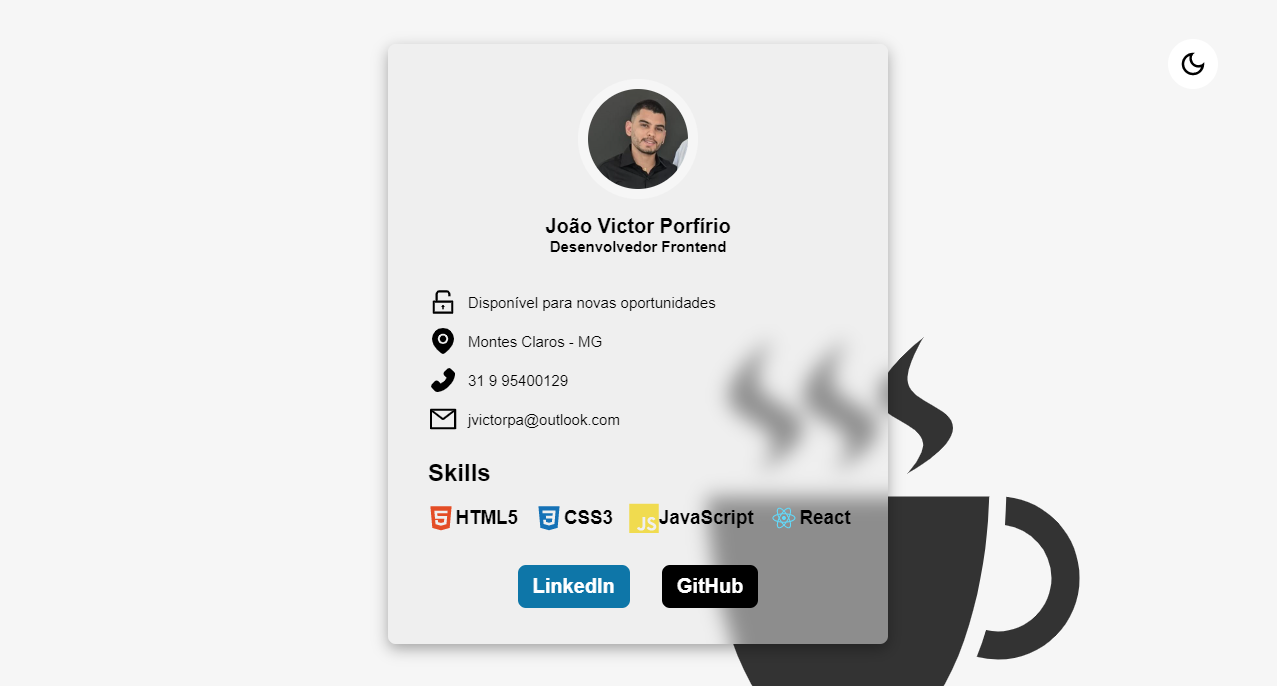 João Victor Porfírio
Desenvolvedor Frontend
Disponível para novas oportunidades
Montes Claros - MG
31 9 95400129
jvictorpa@outlook.com
Skills
HTML5 CSS3 JS JavaScript React
LinkedIn GitHub